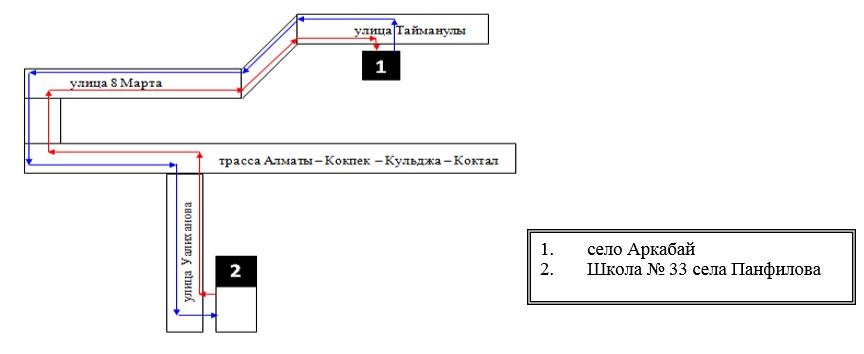 улица Тайманулы
1
улица 8 Марта
трасса Алматы – Кокпек – Кульджа – Коктал
улица Уалиханова
2
1. село Аркабай
2. Школа № 33 села Панфилова